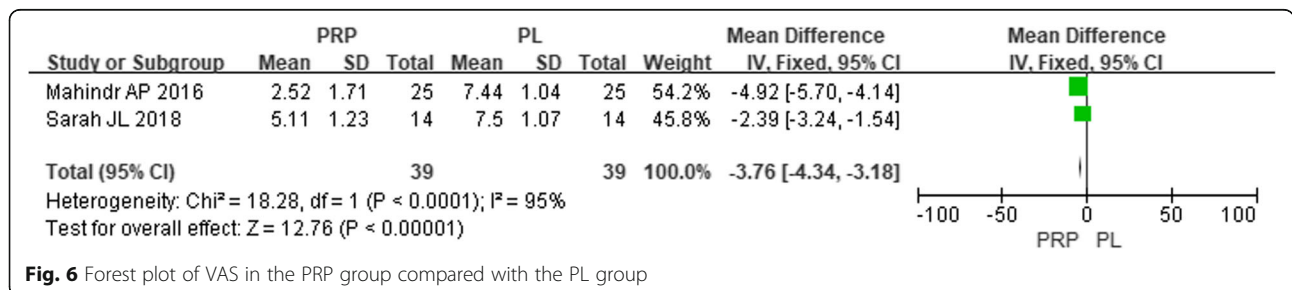 PRP PL Mean Difference Mean Difference
Study or Subgroup Mean SD Total Mean SD Total Weight IV, Fixed, 95% CI IV, Fixed, 95% CI
Mahindr AP 2016 2.52 1.71 25 7.44 1.04 25 54.2% -4.92 [-5.70, -4.14]
Sarah JL 2018 5.11 1.23 14 7.5 1.07 14 45.8% -2.39 [-3.24, -1.54]
Total (95% CI) 39 39 100.0% -3.76 [-4.34, -3.18]
Heterogeneity: Chi² = 18.28, df = 1 (P < 0.0001); I² = 95%
Test for overall effect: Z = 12.76 (P < 0.00001)
-100 -50 0 50 100
PRP PL
Fig. 6 Forest plot of VAS in the PRP group compared with the PL group